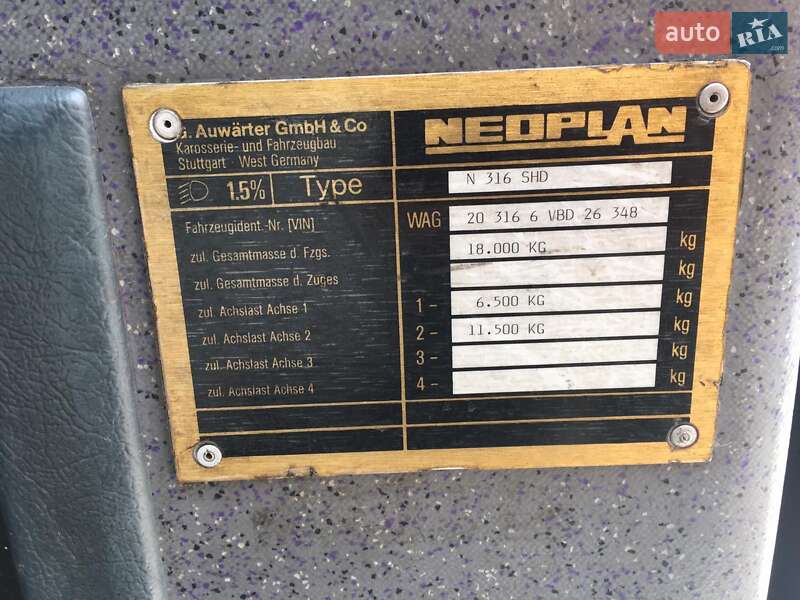 auto RIA.com
G. Auwärter GmbH & Co
Karosserie- und Fahrzeugbau
Stuttgart · West Germany
NEOPLAN
1.5% Type N 316 SHD
Fahrzeugident.-Nr. [VIN] WAG 20 316 6 VBD 26 348
zul. Gesamtmasse d. Fzgs. 18.000 KG kg
zul. Gesamtmasse d. Zuges kg
zul. Achslast Achse 1 1- 6.500 KG kg
zul. Achslast Achse 2 2- 11.500 KG kg
zul. Achslast Achse 3 3- kg
zul. Achslast Achse 4 4- kg